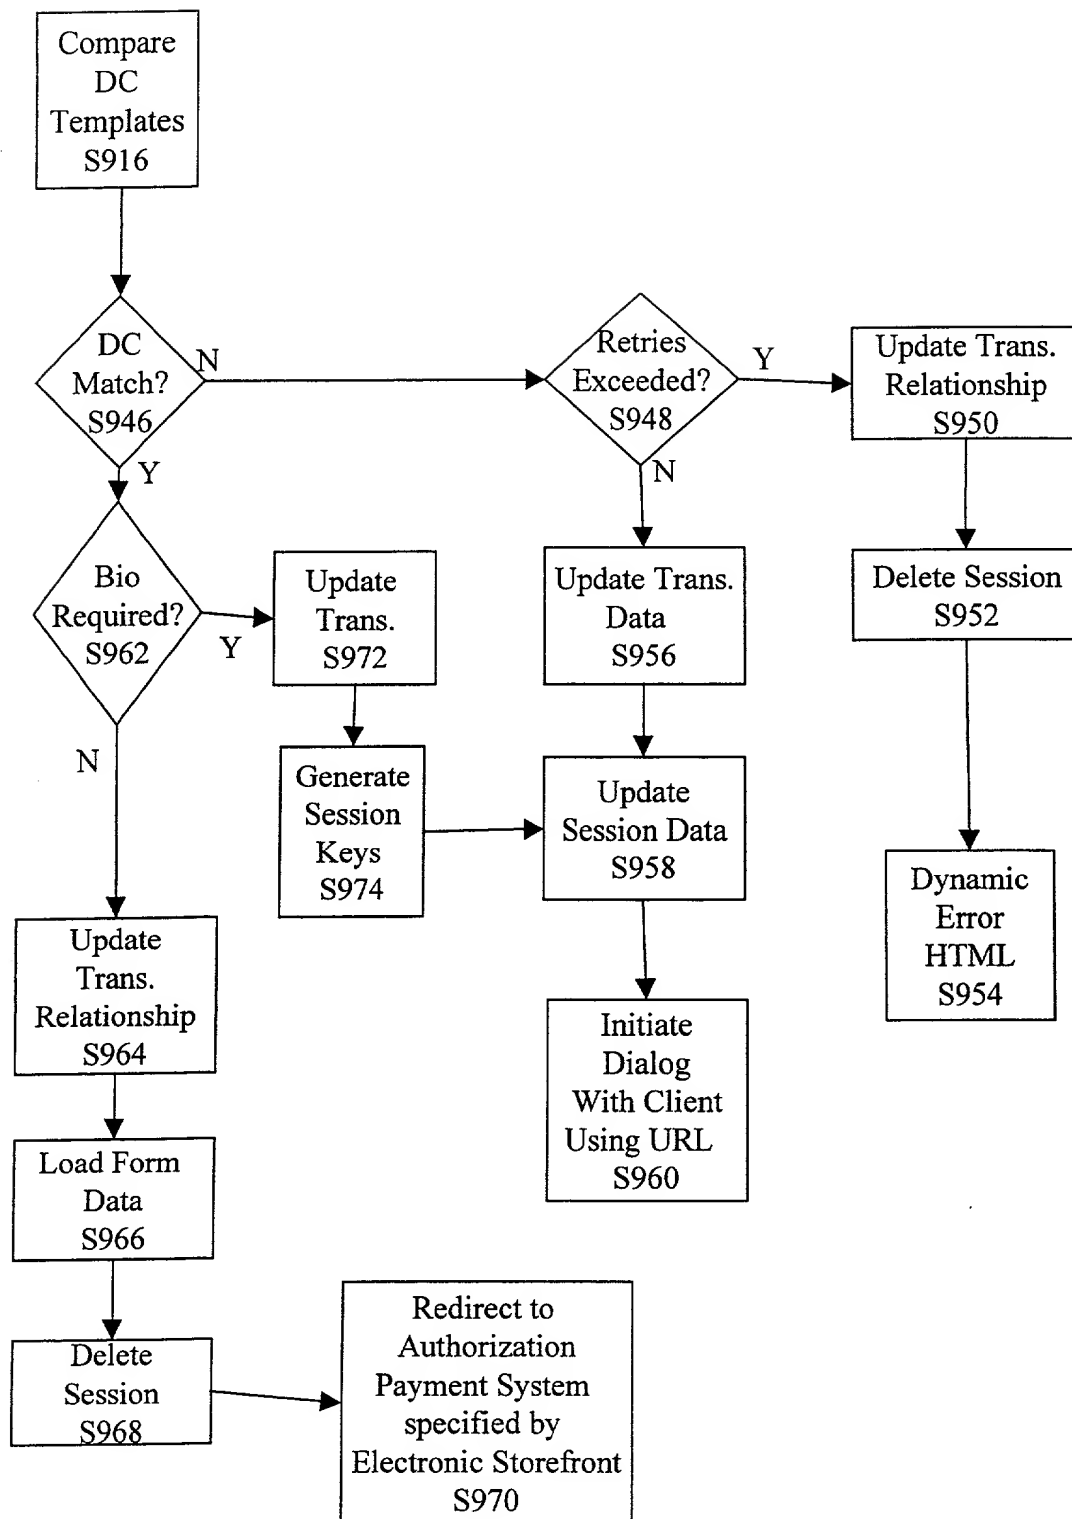 Compare
DC
Templates
S916
DC
Match?
S946
N
Y
Retries
Exceeded?
S948
Y
N
Update Trans.
Relationship
S950
Bio
Required?
S962
Y
N
Update
Trans.
S972
Update Trans.
Data
S956
Delete Session
S952
Generate
Session
Keys
S974
Update
Session Data
S958
Dynamic
Error
HTML
S954
Update
Trans.
Relationship
S964
Initiate
Dialog
With Client
Using URL
S960
Load Form
Data
S966
Delete
Session
S968
Redirect to
Authorization
Payment System
specified by
Electronic Storefront
S970